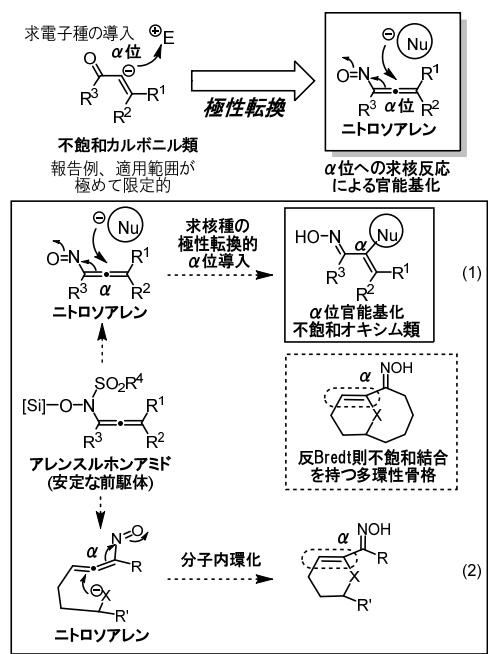 求電子種の導入
α位
⊕E
O
⊖
R³
R¹
R²
不飽和カルボニル類
報告例、適用範囲が
極めて限定的
極性転換
⊖
Nu
O=N
R¹
R³
α位
R²
ニトロソアレン
α位への求核反応
による官能基化
⊖
Nu
O=N
R¹
R³
α
R²
ニトロソアレン
求核種の
極性転換的
α位導入
HO-N
α
Nu
R³
R¹
R²
α位官能基化
不飽和オキシム類
(1)
SO₂R⁴
[Si]-O-N
R¹
R³
R²
アレンスルホンアミド
(安定な前駆体)
NOH
α
X
反Bredt則不飽和結合
を持つ多環性骨格
N=O
α
R
⊖
X
R'
ニトロソアレン
分子内環化
NOH
α
R
X
R'
(2)